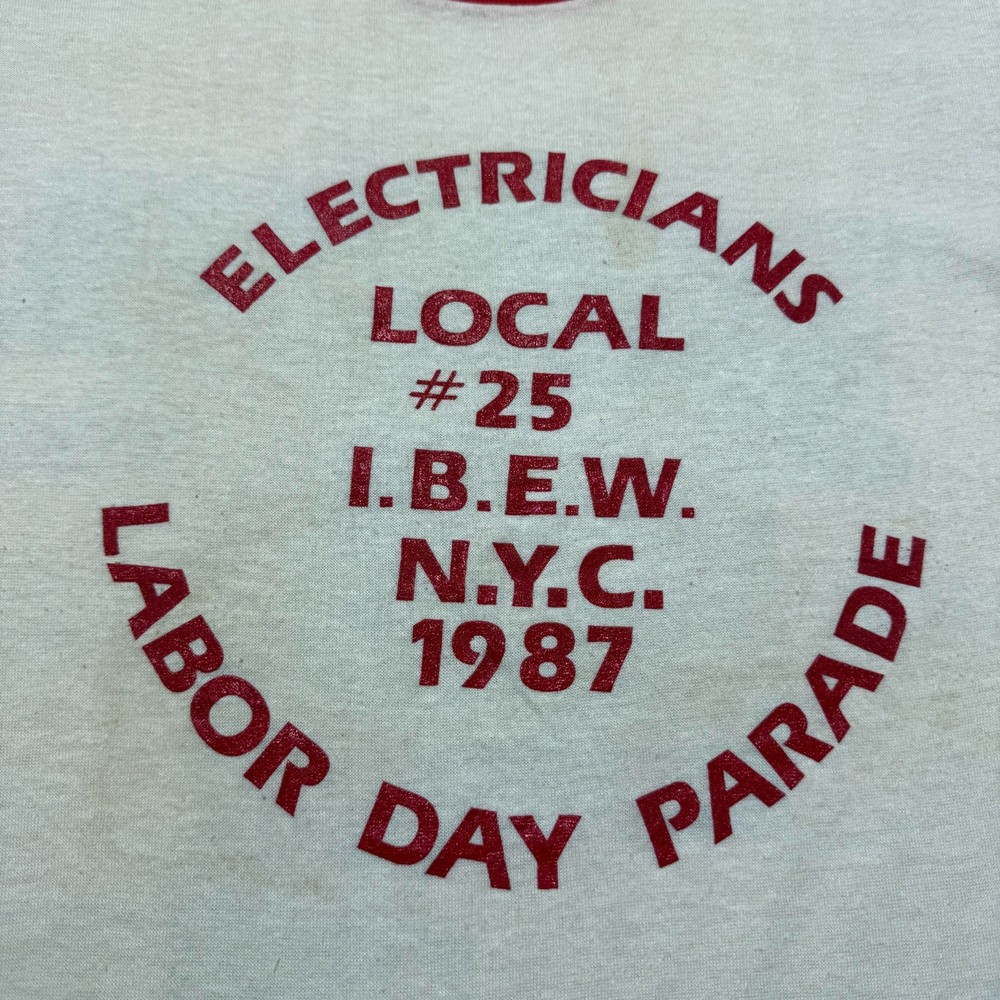 ELECTRICIANS
LOCAL
#25
I.B.E.W.
N.Y.C.
1987
LABOR DAY PARADE